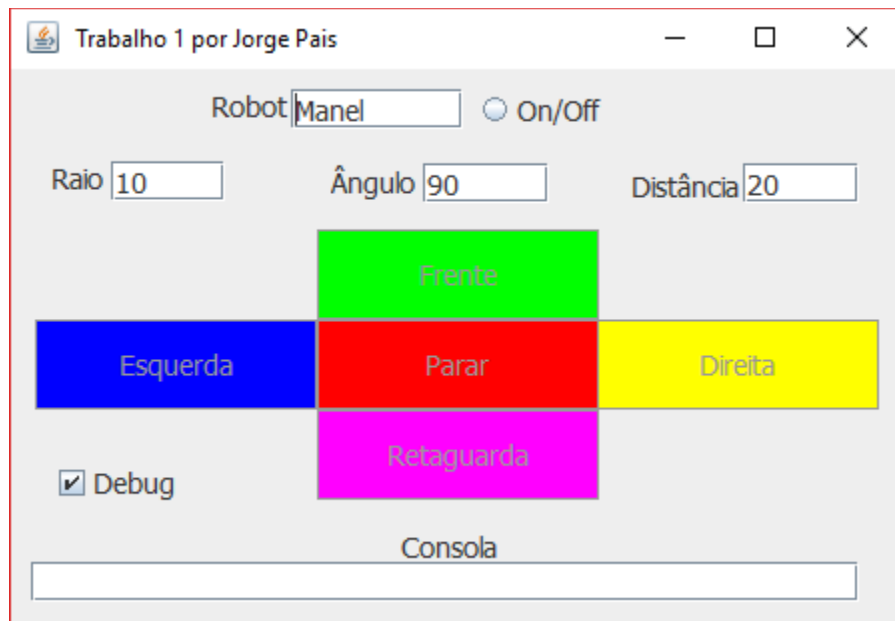 Trabalho 1 por Jorge Pais
Robot Manel On/Off
Raio 10 Ângulo 90 Distância 20
Frente
Esquerda Parar Direita
Retaguarda
Debug
Consola